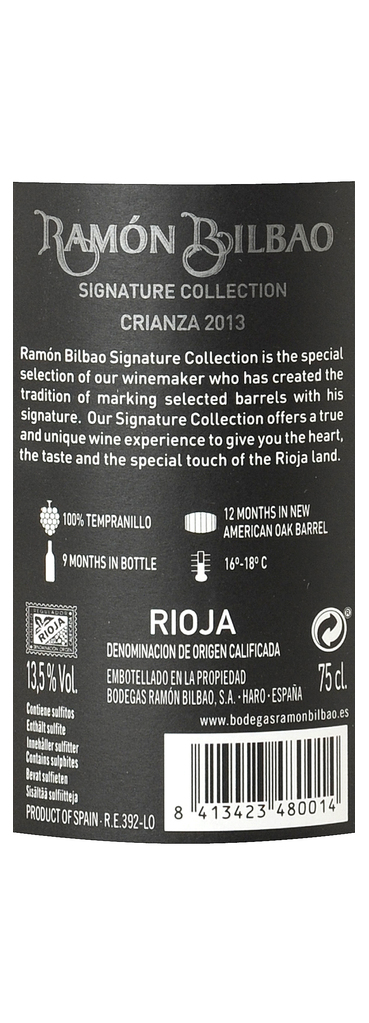 RAMÓN BILBAO
SIGNATURE COLLECTION
CRIANZA 2013
Ramón Bilbao Signature Collection is the special
selection of our winemaker who has created the
tradition of marking selected barrels with his
signature. Our Signature Collection offers a true
and unique wine experience to give you the heart,
the taste and the special touch of the Rioja land.
100% TEMPRANILLO
12 MONTHS IN NEW
AMERICAN OAK BARREL
9 MONTHS IN BOTTLE
16º-18º C
RIOJA
RIOJA
DENOMINACION DE ORIGEN CALIFICADA
®
13,5 % Vol.
EMBOTELLADO EN LA PROPIEDAD
BODEGAS RAMÓN BILBAO, S.A. · HARO · ESPAÑA
75 cl.
www.bodegasramonbilbao.es
Contiene sulfitos
Enthält sulfite
Innehåller sulfitter
Contains sulphites
Bevat sulfieten
Sisältää sulfiitteja
PRODUCT OF SPAIN · R.E.392-LO
8 413423 480014